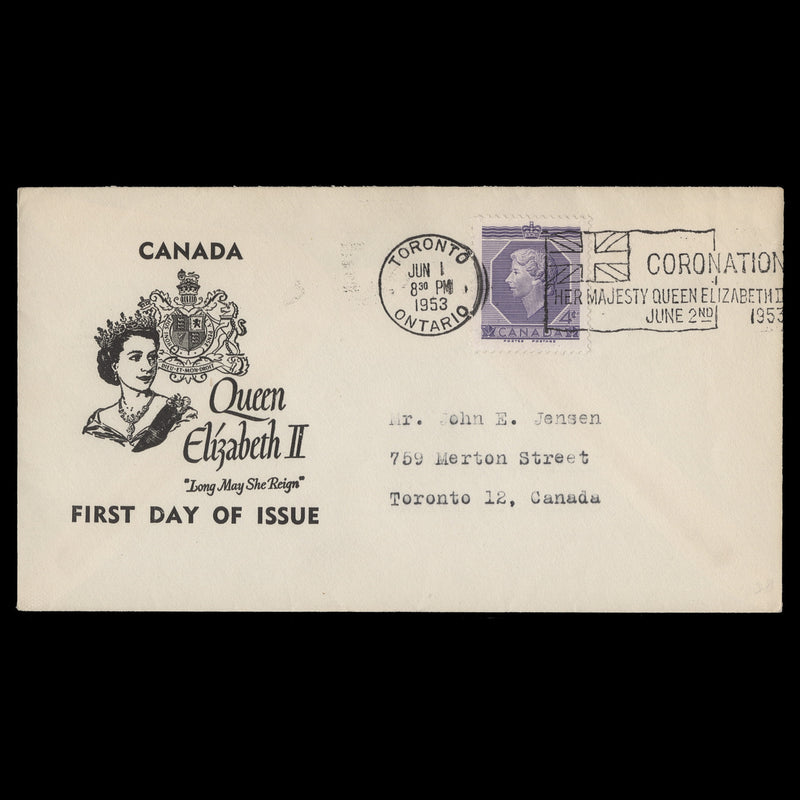 CANADA
DIEU·ET·MON·DROIT
Queen
Elizabeth II
"Long May She Reign"
FIRST DAY OF ISSUE
TORONTO
JUN 1
8³⁰ PM
1953
ONTARIO
4¢
CANADA
POSTES POSTAGE
CORONATION
HER MAJESTY QUEEN ELIZABETH II
JUNE 2ND 1953
Mr. John E. Jensen
759 Merton Street
Toronto 12, Canada